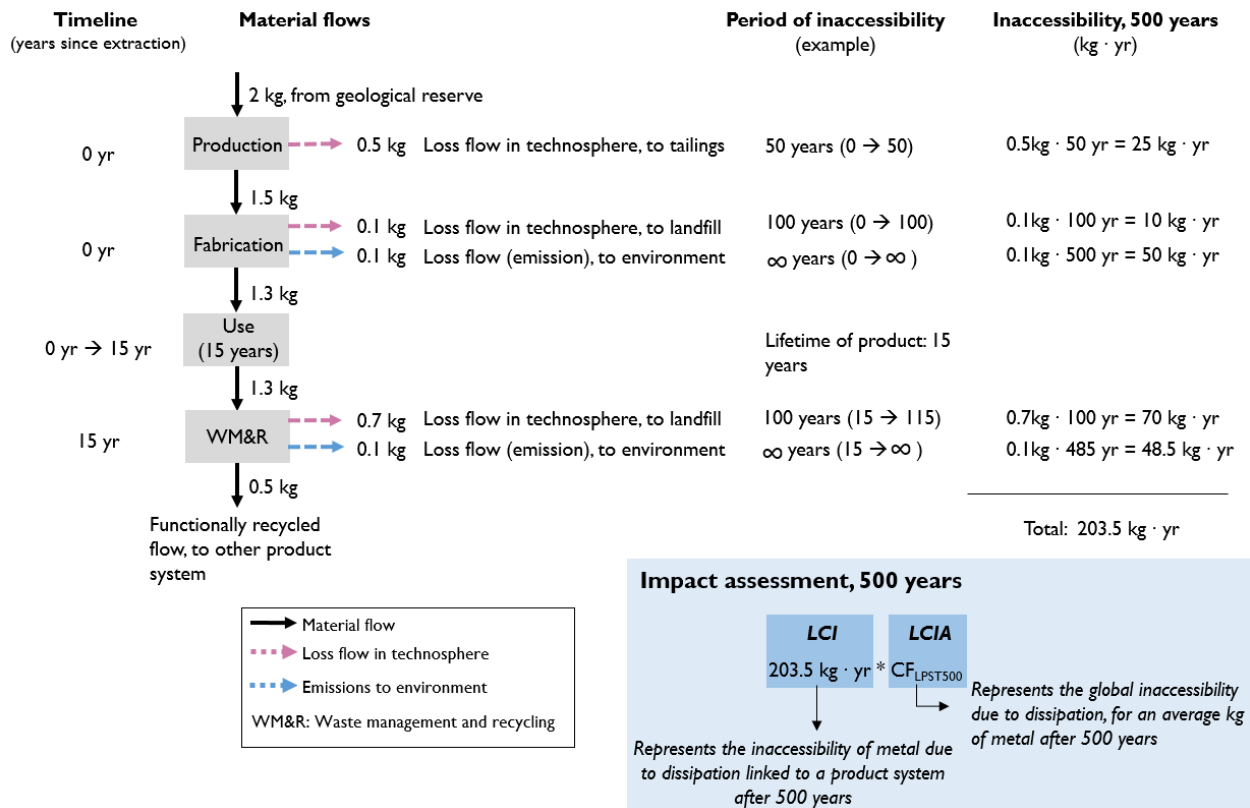 Timeline
(years since extraction)
Material flows
Period of inaccessibility
(example)
Inaccessibility, 500 years
(kg · yr)
2 kg, from geological reserve
0 yr
Production
0.5 kg Loss flow in technosphere, to tailings
50 years (0 → 50)
0.5kg · 50 yr = 25 kg · yr
1.5 kg
0 yr
Fabrication
0.1 kg Loss flow in technosphere, to landfill
100 years (0 → 100)
0.1kg · 100 yr = 10 kg · yr
0.1 kg Loss flow (emission), to environment
∞ years (0 → ∞ )
0.1kg · 500 yr = 50 kg · yr
1.3 kg
0 yr → 15 yr
Use
(15 years)
Lifetime of product: 15
years
1.3 kg
15 yr
WM&R
0.7 kg Loss flow in technosphere, to landfill
100 years (15 → 115)
0.7kg · 100 yr = 70 kg · yr
0.1 kg Loss flow (emission), to environment
∞ years (15 → ∞ )
0.1kg · 485 yr = 48.5 kg · yr
0.5 kg
Functionally recycled
flow, to other product
system
Total: 203.5 kg · yr
Material flow
Loss flow in technosphere
Emissions to environment
WM&R: Waste management and recycling
Impact assessment, 500 years
LCI
LCIA
203.5 kg · yr * CF_LPST500
Represents the global inaccessibility
due to dissipation, for an average kg
of metal after 500 years
Represents the inaccessibility of metal due
to dissipation linked to a product system
after 500 years